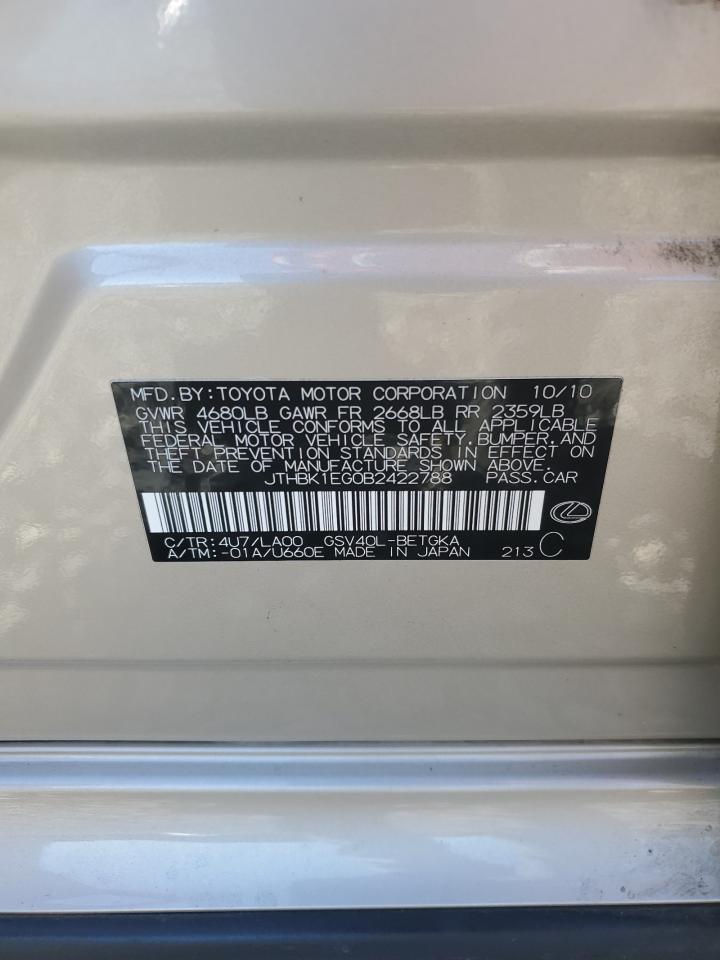 MFD.BY:TOYOTA MOTOR CORPORATION 10/10
GVWR 4680LB GAWR FR 2668LB RR 2359LB
THIS VEHICLE CONFORMS TO ALL APPLICABLE
FEDERAL MOTOR VEHICLE SAFETY,BUMPER,AND
THEFT PREVENTION STANDARDS IN EFFECT ON
THE DATE OF MANUFACTURE SHOWN ABOVE.
JTHBK1EG0B2422788 PASS.CAR
C/TR:4U7/LA00 GSV40L-BETGKA
A/TM:-01A/U660E MADE IN JAPAN 213 C